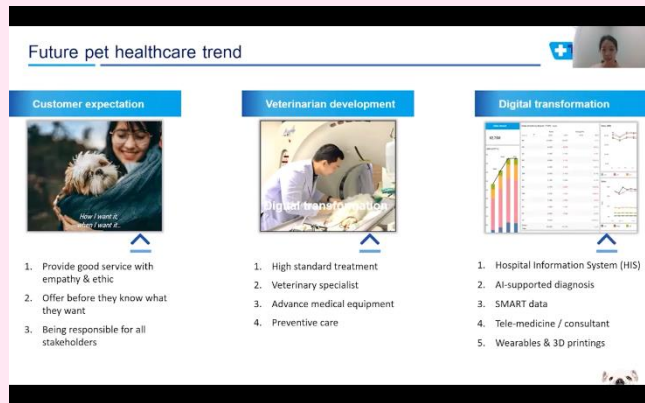 Future pet healthcare trend
Customer expectation
How I want it,
when I want it..
1. Provide good service with
empathy & ethic
2. Offer before they know what
they want
3. Being responsible for all
stakeholders
Veterinarian development
Digital transformation
1. High standard treatment
2. Veterinary specialist
3. Advance medical equipment
4. Preventive care
Digital transformation
1. Hospital Information System (HIS)
2. AI-supported diagnosis
3. SMART data
4. Tele-medicine / consultant
5. Wearables & 3D printings